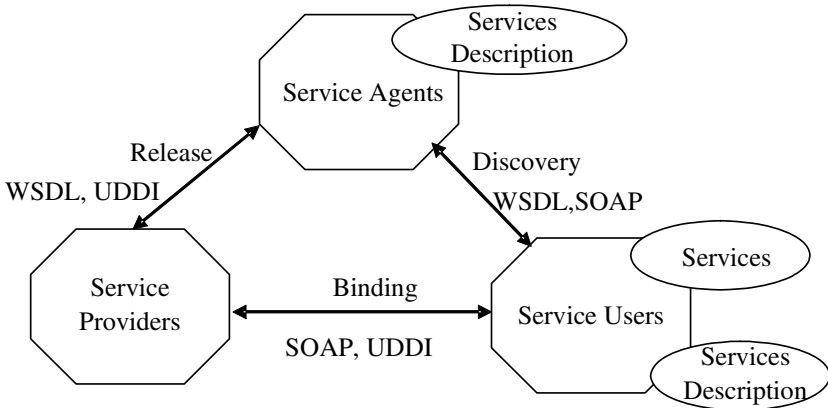 Services
Description
Service Agents
Release
Discovery
WSDL, UDDI
WSDL,SOAP
Service
Providers
Binding
SOAP, UDDI
Services
Service Users
Services
Description